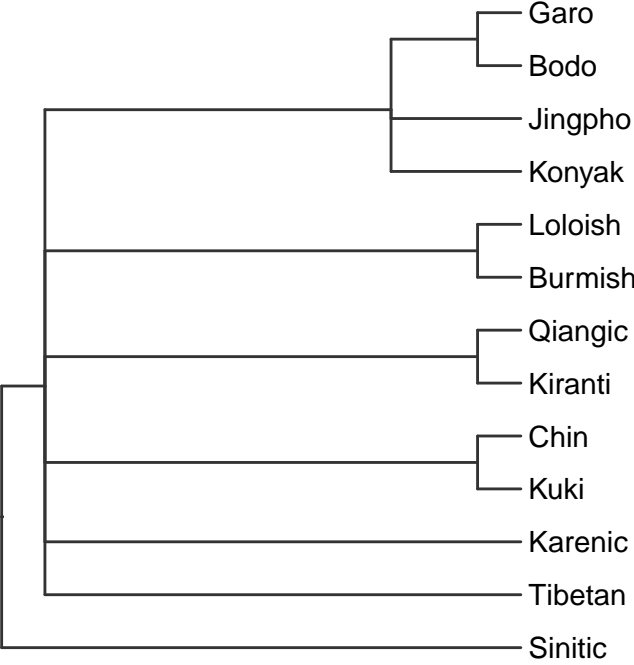 Garo
Bodo
Jingpho
Konyak
Loloish
Burmish
Qiangic
Kiranti
Chin
Kuki
Karenic
Tibetan
Sinitic